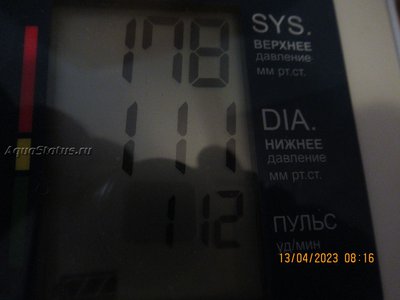 178
SYS.
ВЕРХНЕЕ
давление
мм рт.ст.
111
DIA.
НИЖНЕЕ
давление
мм рт.ст.
112
ПУЛЬС
уд/мин
AquaStatus.ru
13/04/2023 08:16